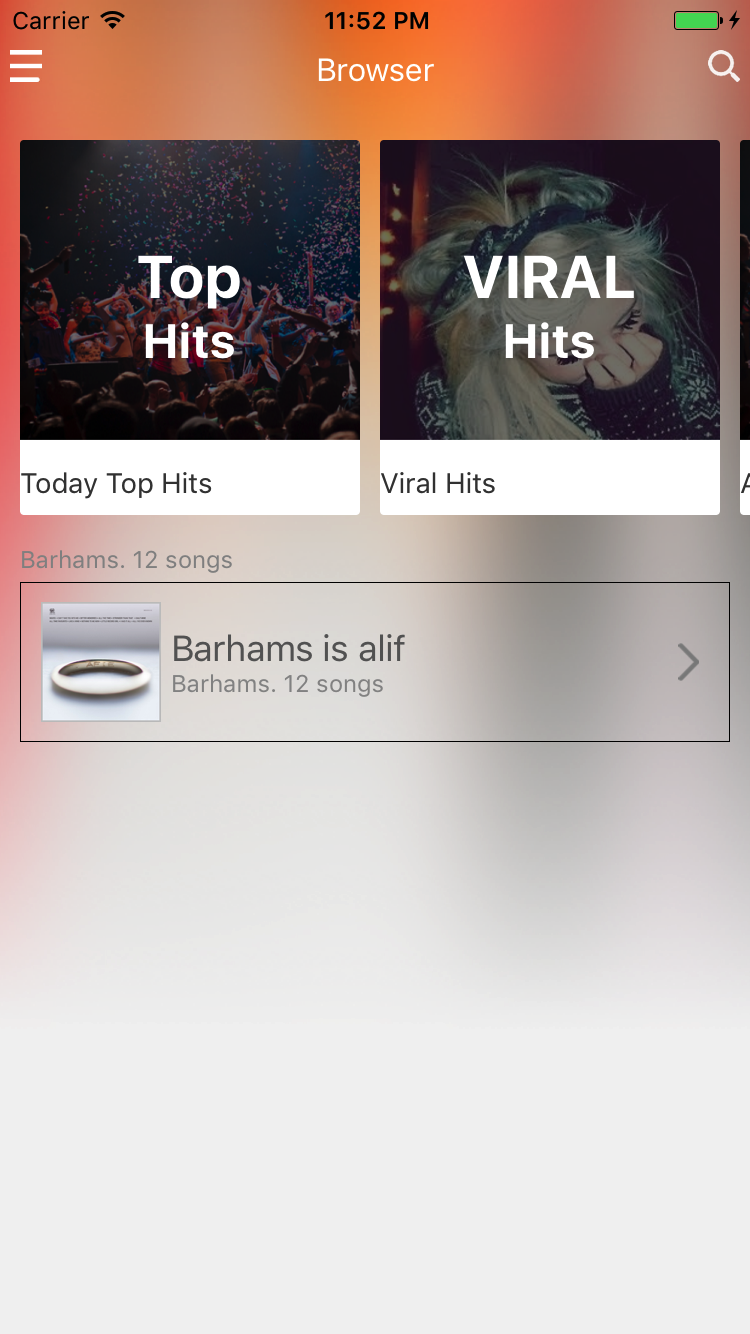 Carrier 11:52 PM
Browser
Top
Hits
VIRAL
Hits
Today Top Hits
Viral Hits
A
Barhams. 12 songs
Barhams is alif
Barhams. 12 songs